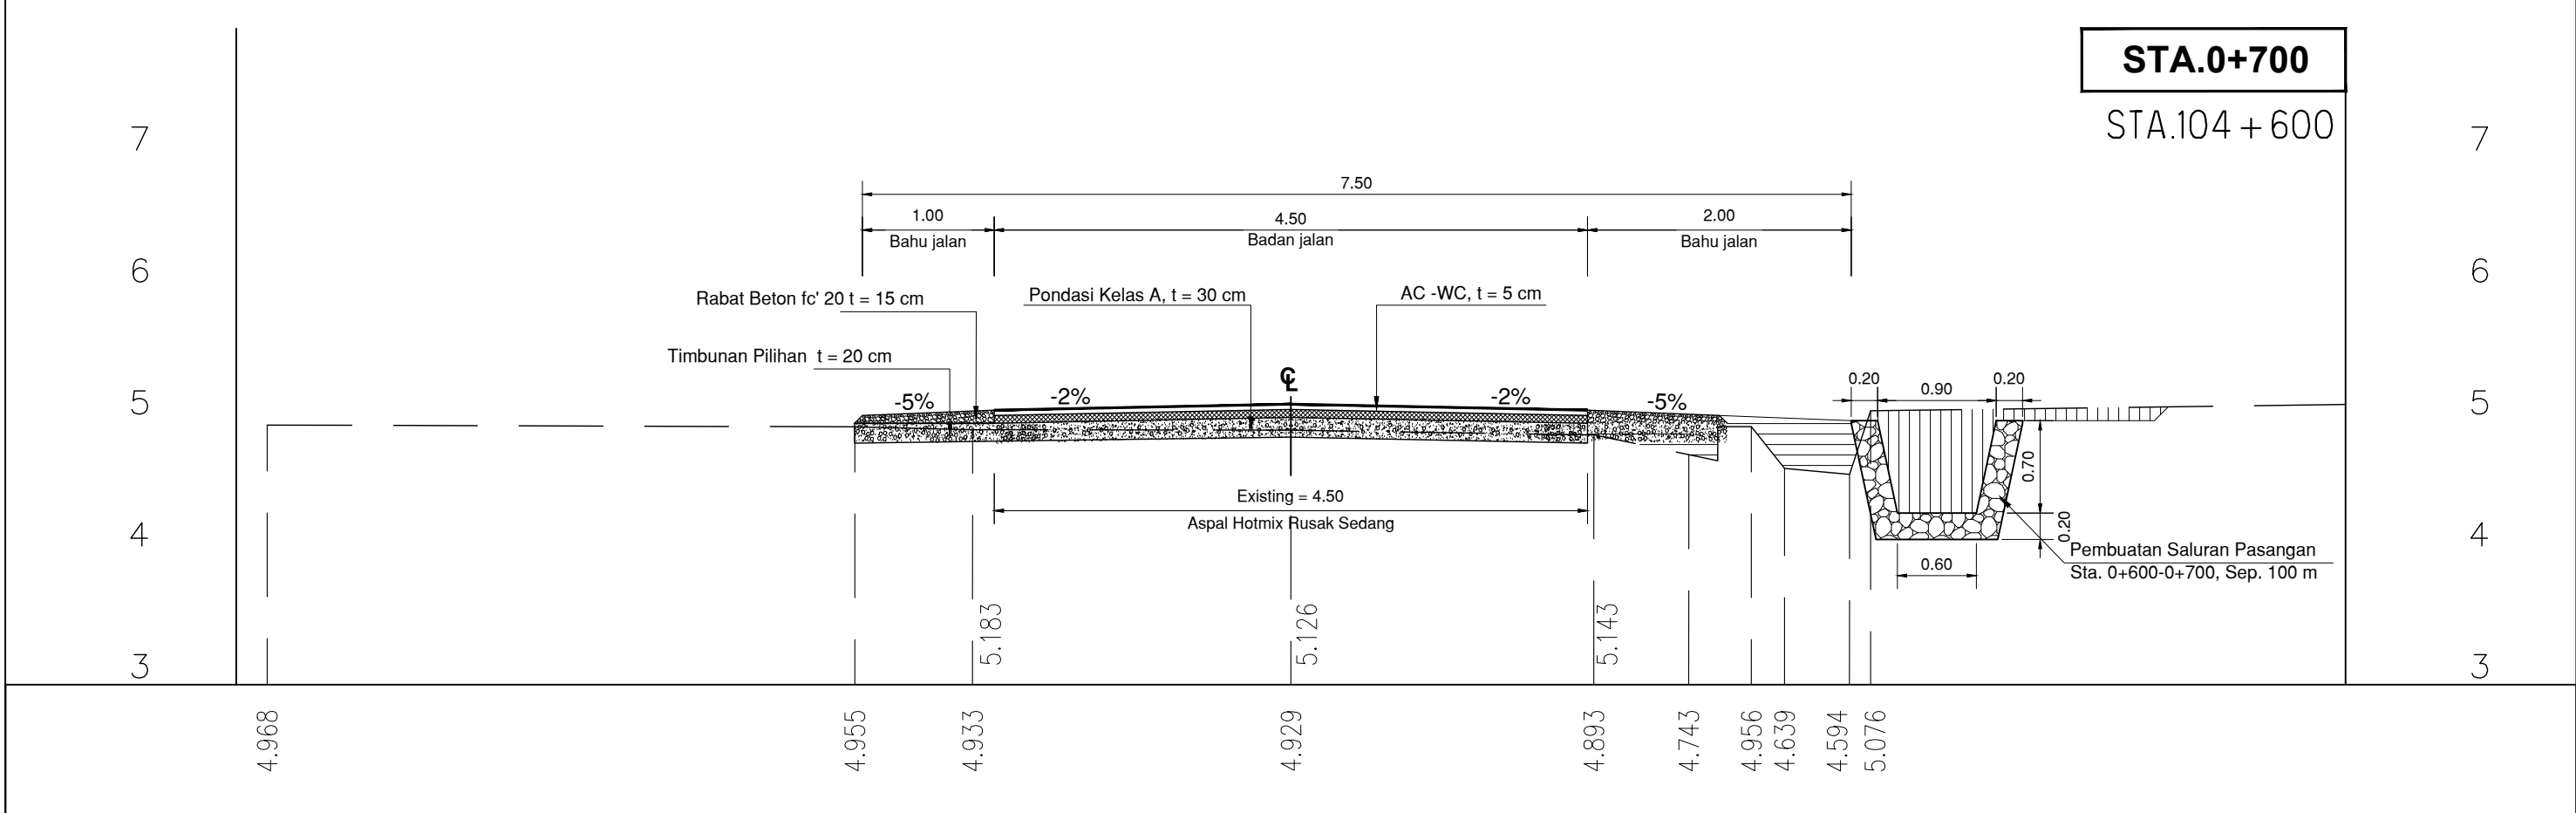 STA.0+700
STA.104+600
7
7
7.50
1.00
4.50
2.00
Bahu jalan
Badan jalan
Bahu jalan
6
6
Rabat Beton fc' 20 t = 15 cm
Pondasi Kelas A, t = 30 cm
AC -WC, t = 5 cm
Timbunan Pilihan t = 20 cm
℄
0.20
0.90
0.20
5
-5%
-2%
-2%
-5%
5
0.70
Existing = 4.50
Aspal Hotmix Rusak Sedang
4
0.20
4
Pembuatan Saluran Pasangan
0.60
Sta. 0+600-0+700, Sep. 100 m
5.183
5.126
5.143
3
3
4.968
4.955
4.933
4.929
4.893
4.743
4.956
4.639
4.594
5.076